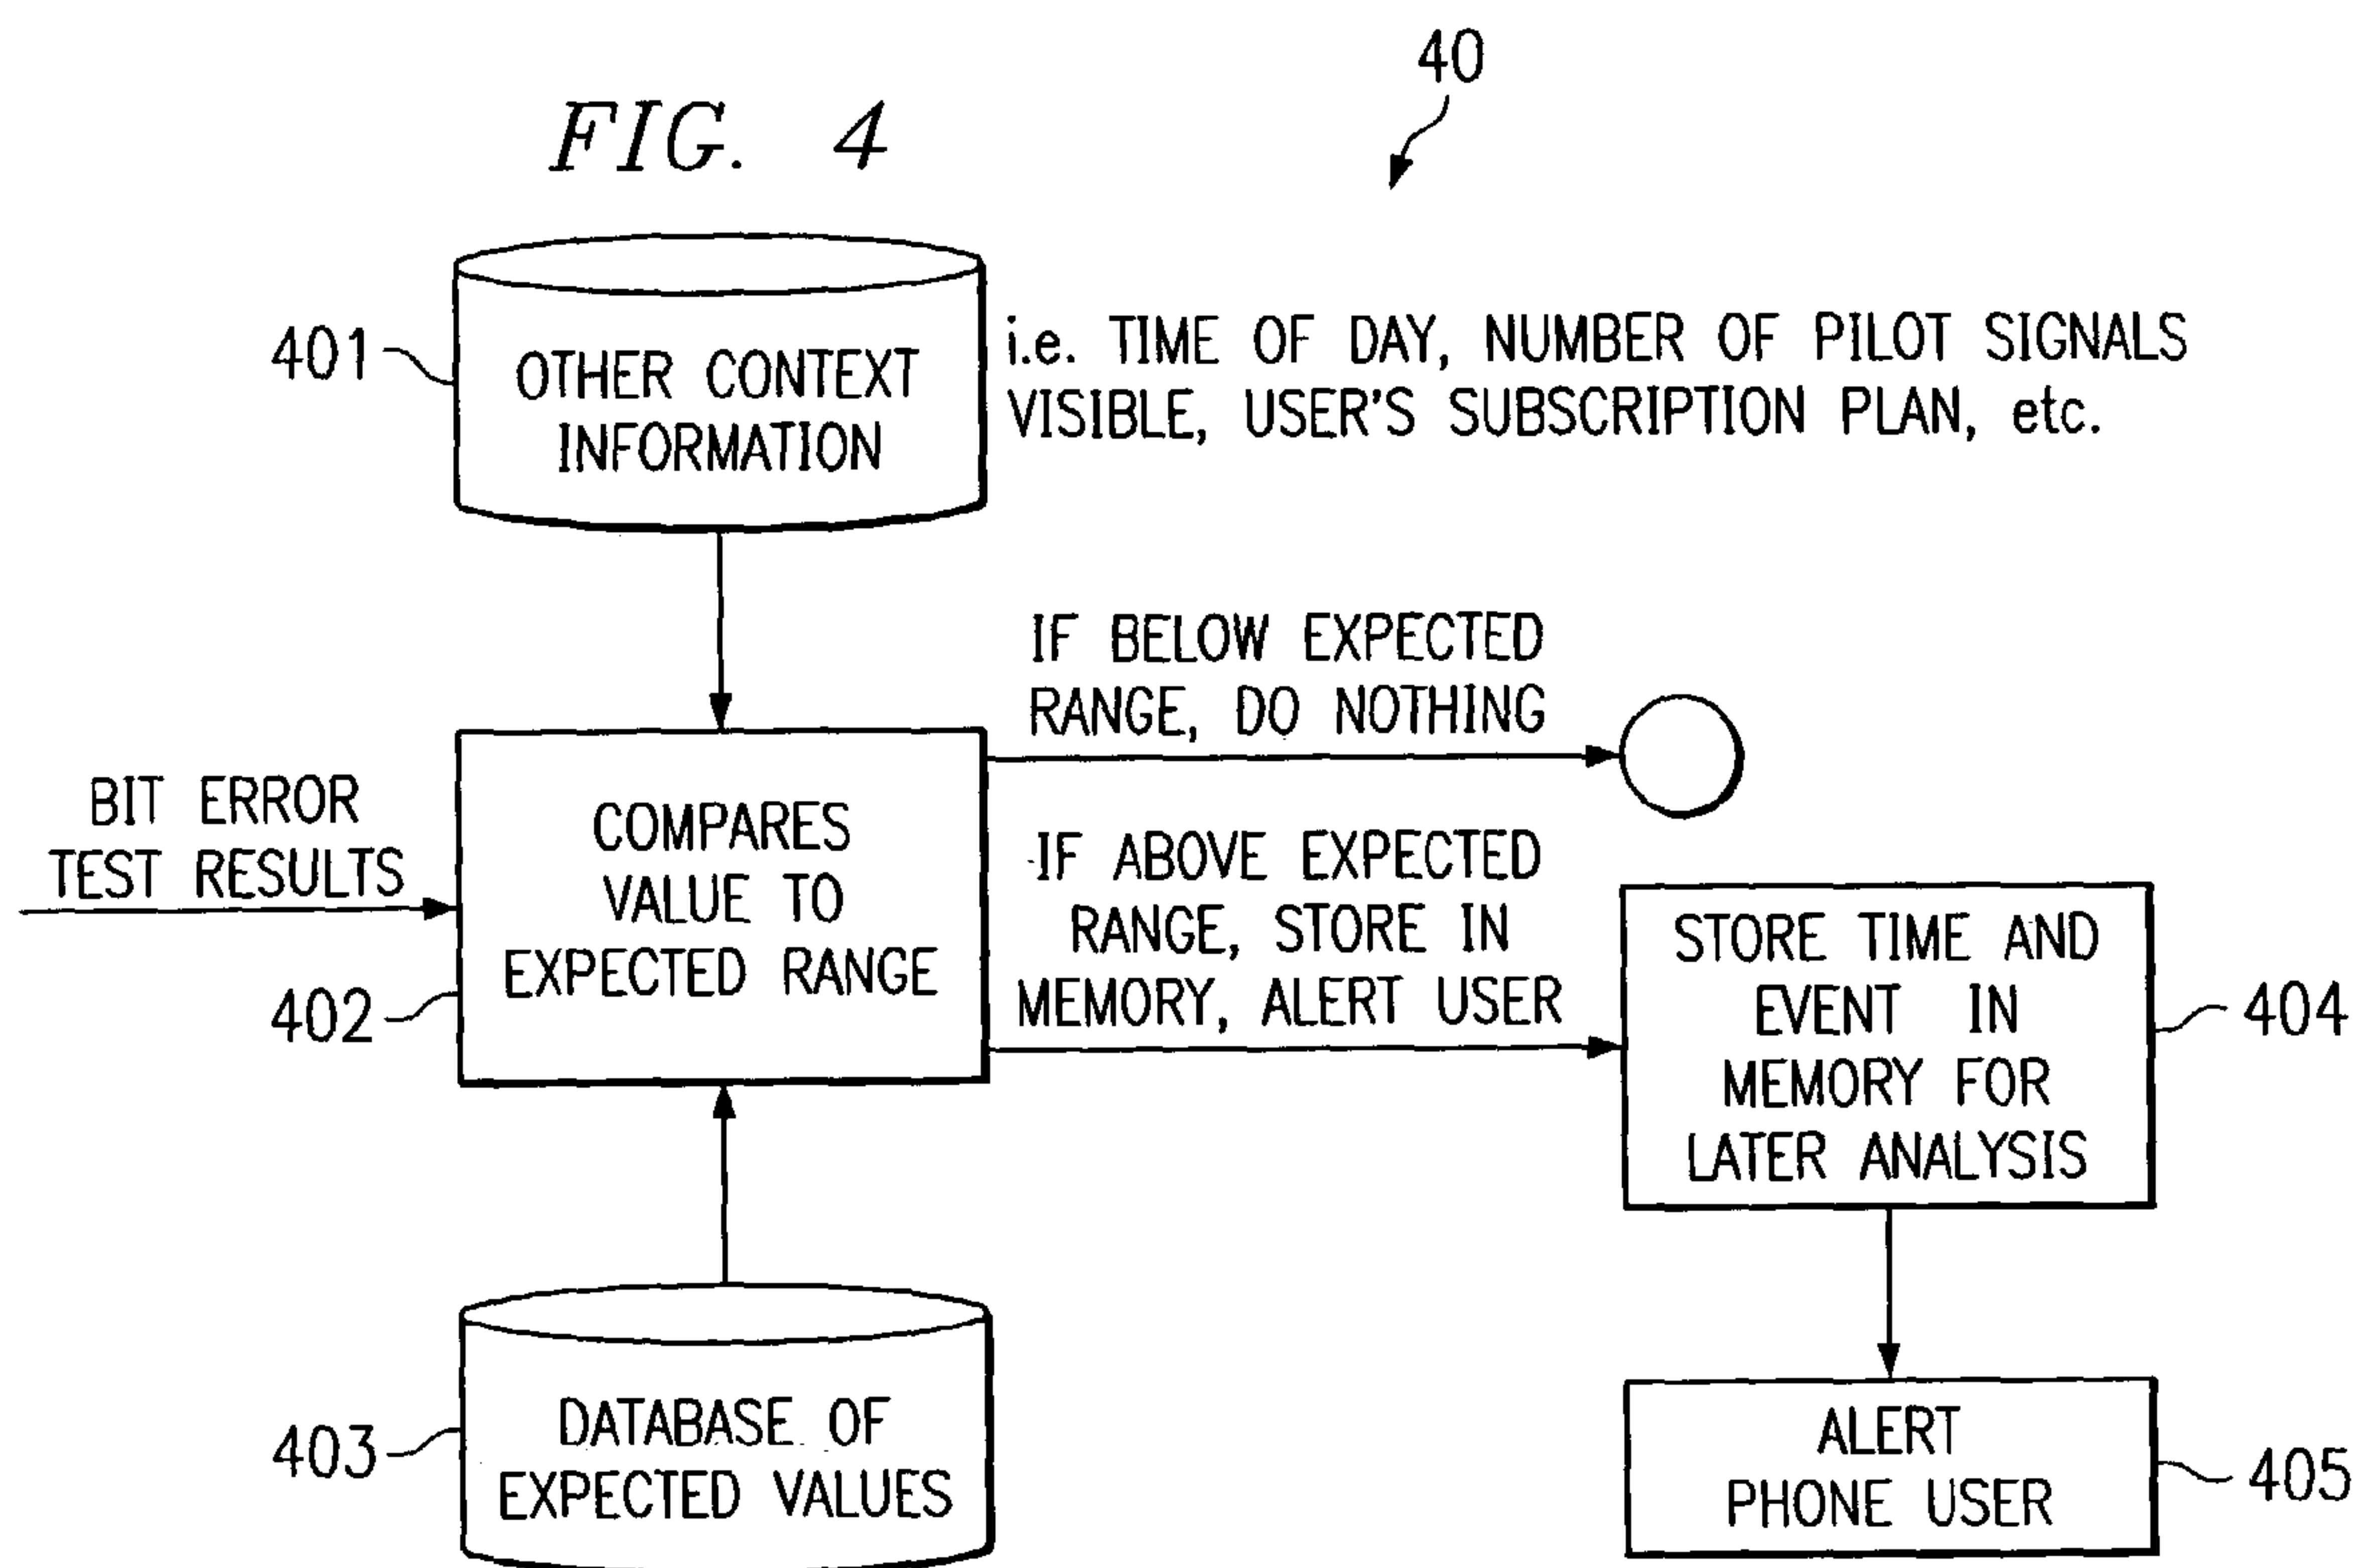 40
FIG. 4
401
OTHER CONTEXT
INFORMATION
i.e. TIME OF DAY, NUMBER OF PILOT SIGNALS
VISIBLE, USER'S SUBSCRIPTION PLAN, etc.
IF BELOW EXPECTED
RANGE, DO NOTHING
BIT ERROR
TEST RESULTS
COMPARES
VALUE TO
EXPECTED RANGE
402
IF ABOVE EXPECTED
RANGE, STORE IN
MEMORY, ALERT USER
STORE TIME AND
EVENT IN
MEMORY FOR
LATER ANALYSIS
404
403
DATABASE OF
EXPECTED VALUES
ALERT
PHONE USER
405